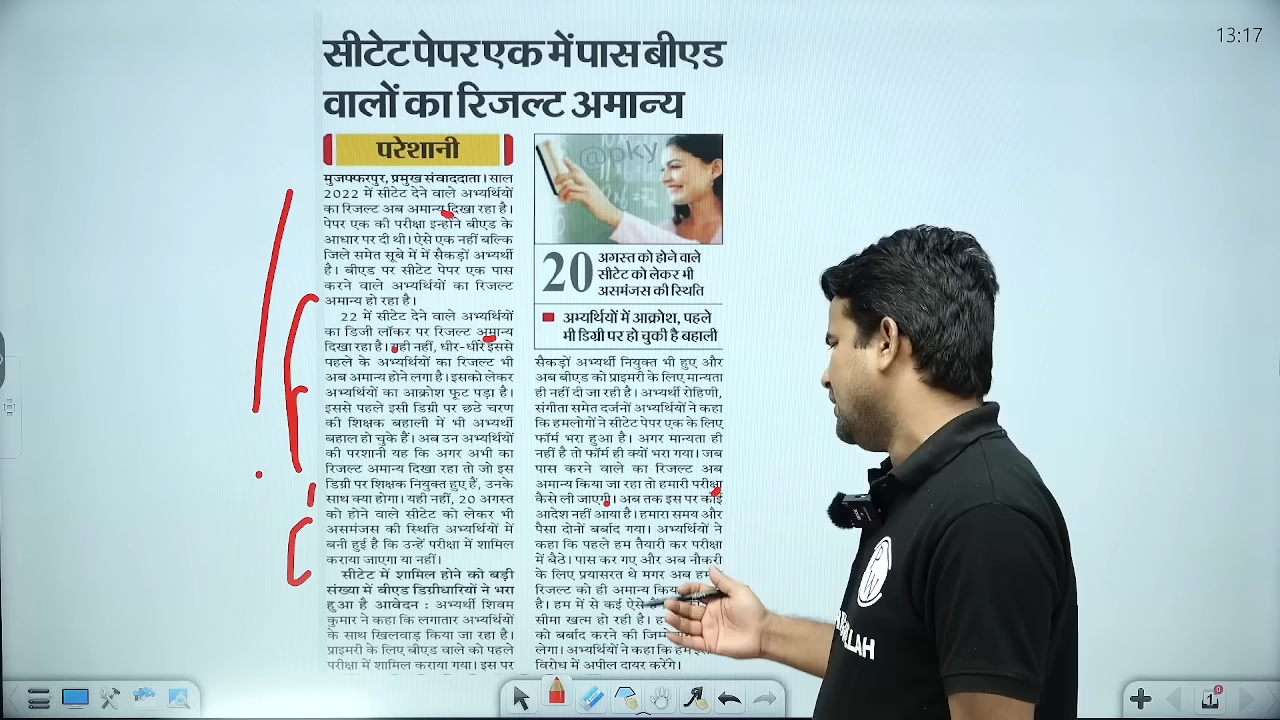 13:17
सीटेट पेपर एक में पास बीएड
वालों का रिजल्ट अमान्य
परेशानी
मुजफ्फरपुर, प्रमुख संवाददाता। साल
2022 में सीटेट देने वाले अभ्यर्थियों
का रिजल्ट अब अमान्य दिखा रहा है।
पेपर एक की परीक्षा इन्होंने बीएड के
आधार पर दी थी। ऐसे एक नहीं बल्कि
जिले समेत सूबे में में सैकड़ों अभ्यर्थी
है। बीएड पर सीटेट पेपर एक पास
करने वाले अभ्यर्थियों का रिजल्ट
अमान्य हो रहा है।
22 में सीटेट देने वाले अभ्यर्थियों
का डिजी लॉकर पर रिजल्ट अमान्य
दिखा रहा है। यही नहीं, धीर-धीरे इससे
पहले के अभ्यर्थियों का रिजल्ट भी
अब अमान्य होने लगा है। इसको लेकर
अभ्यर्थियों का आक्रोश फूट पड़ा है।
इससे पहले इसी डिग्री पर छठे चरण
की शिक्षक बहाली में भी अभ्यर्थी
बहाल हो चुके हैं। अब उन अभ्यर्थियों
की परशानी यह कि अगर अभी का
रिजल्ट अमान्य दिखा रहा तो जो इस
डिग्री पर शिक्षक नियुक्त हुए हैं, उनके
साथ क्या होगा। यही नहीं, 20 अगस्त
को होने वाले सीटेट को लेकर भी
असमंजस की स्थिति अभ्यर्थियों में
बनी हुई है कि उन्हें परीक्षा में शामिल
कराया जाएगा या नहीं।
सीटेट में शामिल होने को बड़ी
संख्या में बीएड डिग्रीधारियों ने भरा
हुआ है आवेदन : अभ्यर्थी शिवम
कुमार ने कहा कि लगातार अभ्यर्थियों
के साथ खिलवाड़ किया जा रहा है।
प्राइमरी के लिए बीएड वाले को पहले
परीक्षा में शामिल कराया गया। इस पर
@pky
20 अगस्त को होने वाले
सीटेट को लेकर भी
असमंजस की स्थिति
अभ्यर्थियों में आक्रोश, पहले
भी डिग्री पर हो चुकी है बहाली
सैकड़ों अभ्यर्थी नियुक्त भी हुए और
अब बीएड को प्राइमरी के लिए मान्यता
ही नहीं दी जा रही है। अभ्यर्थी रोहिणी,
संगीता समेत दर्जनों अभ्यर्थियों ने कहा
कि हमलोगों ने सीटेट पेपर एक के लिए
फॉर्म भरा हुआ है। अगर मान्यता ही
नहीं है तो फॉर्म ही क्यों भरा गया। जब
पास करने वाले का रिजल्ट अब
अमान्य किया जा रहा तो हमारी परीक्षा
कैसे ली जाएगी। अब तक इस पर कोई
आदेश नहीं आया है। हमारा समय और
पैसा दोनों बर्बाद गया। अभ्यर्थियों ने
कहा कि पहले हम तैयारी कर परीक्षा
में बैठे। पास कर गए और अब नौकरी
के लिए प्रयासरत थे मगर अब
रिजल्ट को ही अमान्य
है। हम में से कई ऐसे
सीमा खत्म हो रही है।
को बर्बाद करने की
लेगा। अभ्यर्थियों ने कहा कि
विरोध में अपील दायर करेंगे।